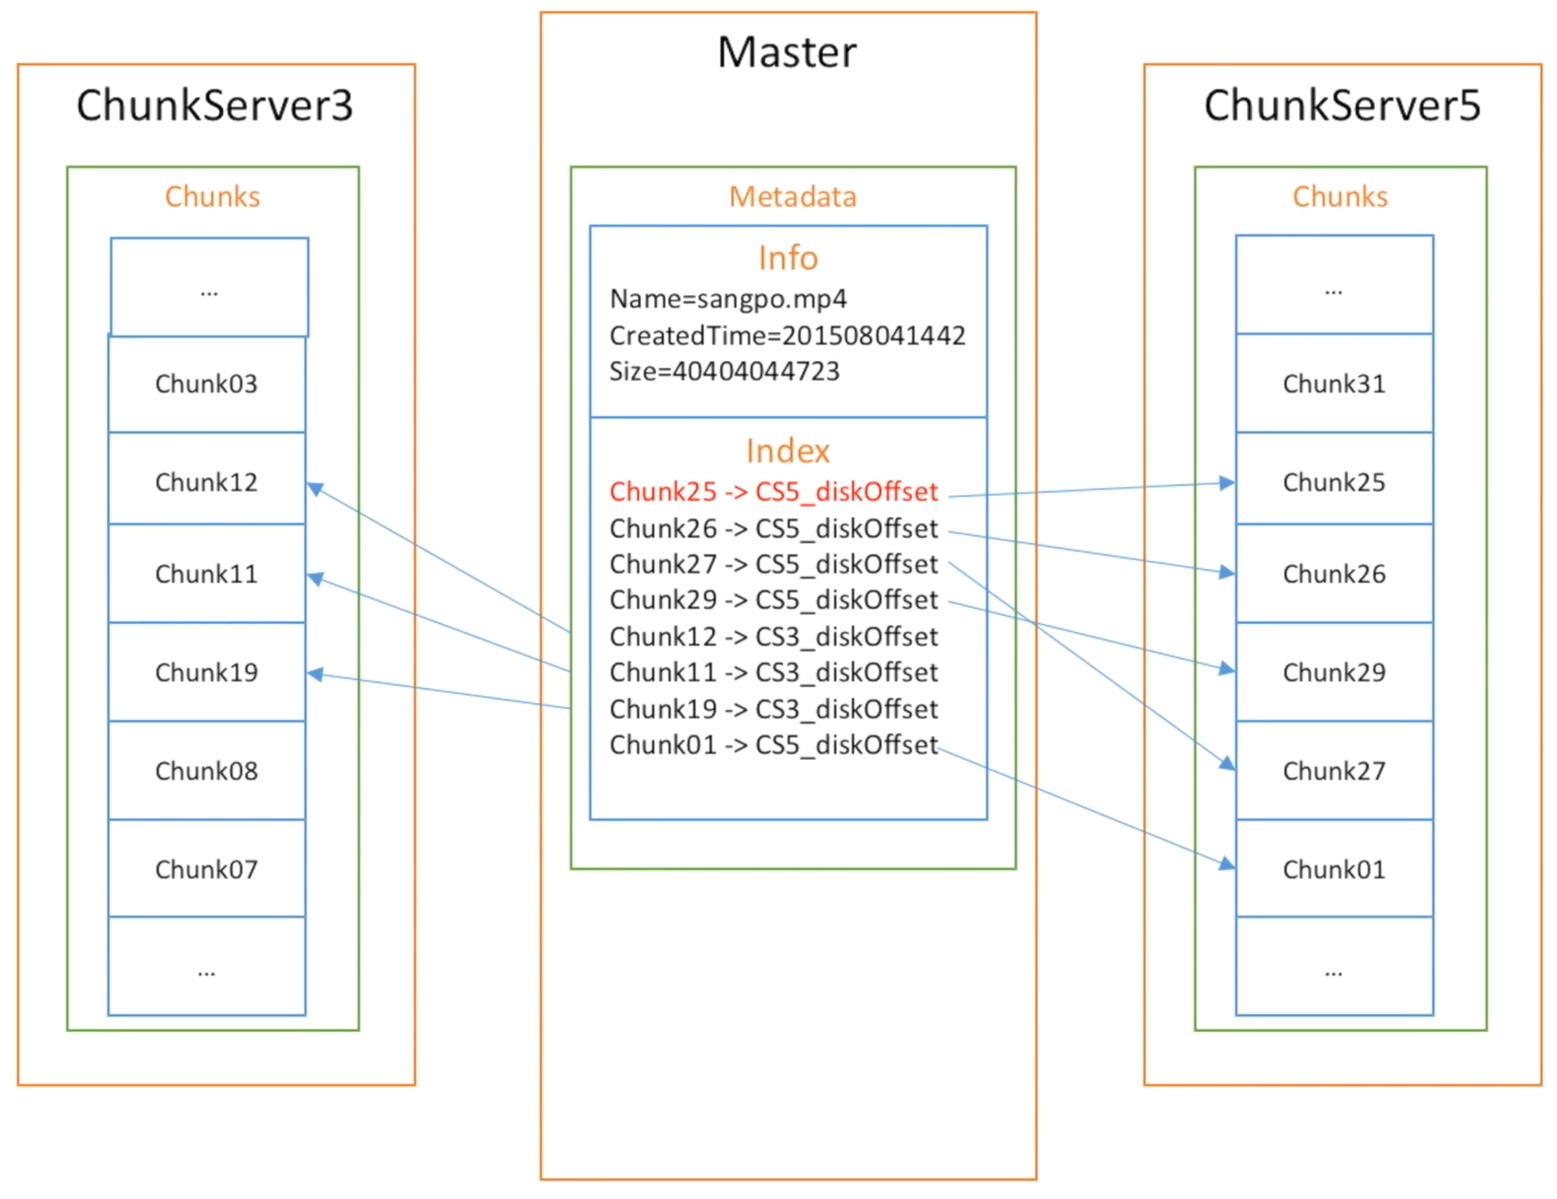 ChunkServer3
Chunks
...
Chunk03
Chunk12
Chunk11
Chunk19
Chunk08
Chunk07
...
Master
Metadata
Info
Name=sangpo.mp4
CreatedTime=201508041442
Size=40404044723
Index
Chunk25 -> CS5_diskOffset
Chunk26 -> CS5_diskOffset
Chunk27 -> CS5_diskOffset
Chunk29 -> CS5_diskOffset
Chunk12 -> CS3_diskOffset
Chunk11 -> CS3_diskOffset
Chunk19 -> CS3_diskOffset
Chunk01 -> CS5_diskOffset
ChunkServer5
Chunks
...
Chunk31
Chunk25
Chunk26
Chunk29
Chunk27
Chunk01
...